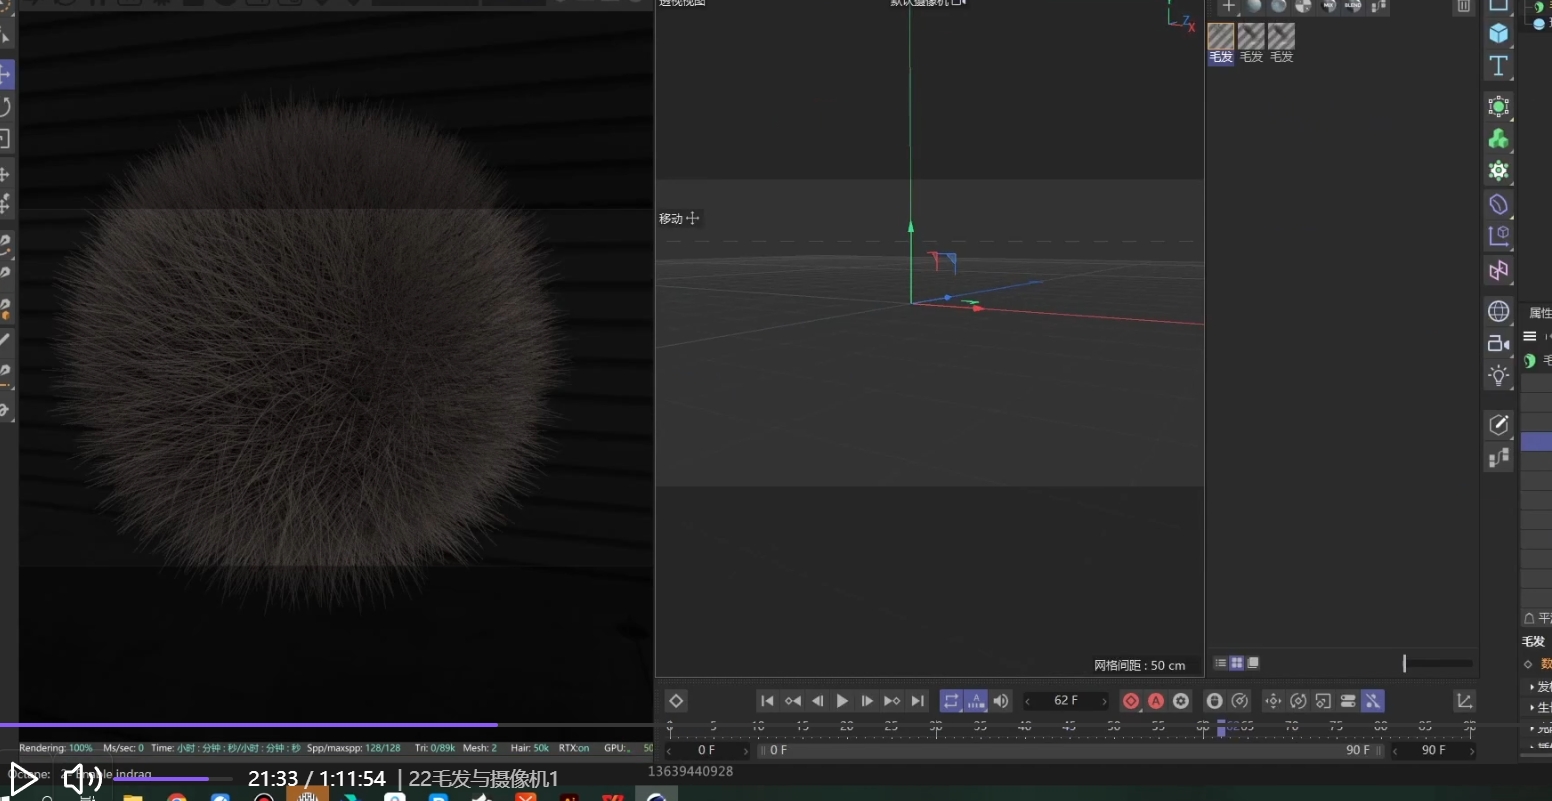 透视视图
默认摄像机
Z
X
毛发 毛发 毛发
移动
属性
网格间距 : 50 cm
毛发
62 F
0 5 10 15 20 25 30 35 40 45 50 55 60 6265 70 75 80 85 90
0 F
0 F
90 F
90 F
Rendering: 100% Ms/sec: 0 Time: 小时 : 分钟 : 秒/小时 : 分钟 : 秒 Spp/maxspp: 128/128 Tri: 0/89k Mesh: 2 Hair: 50k RTX:on GPU:
Octane:
21:33 / 1:11:54 | 22毛发与摄像机1
13639440928